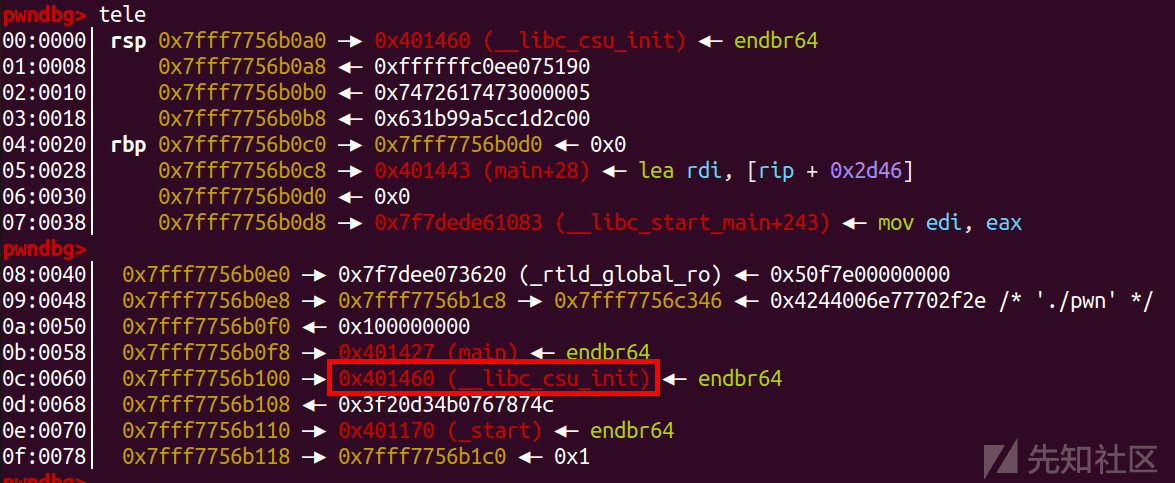 pwndbg> tele
00:0000│ rsp 0x7fff7756b0a0 —▸ 0x401460 (__libc_csu_init) ◂— endbr64
01:0008│ 0x7fff7756b0a8 ◂— 0xffffffc0ee075190
02:0010│ 0x7fff7756b0b0 ◂— 0x7472617473000005
03:0018│ 0x7fff7756b0b8 ◂— 0x631b99a5cc1d2c00
04:0020│ rbp 0x7fff7756b0c0 —▸ 0x7fff7756b0d0 ◂— 0x0
05:0028│ 0x7fff7756b0c8 —▸ 0x401443 (main+28) ◂— lea rdi, [rip + 0x2d46]
06:0030│ 0x7fff7756b0d0 ◂— 0x0
07:0038│ 0x7fff7756b0d8 —▸ 0x7f7dede61083 (__libc_start_main+243) ◂— mov edi, eax
pwndbg>
08:0040│ 0x7fff7756b0e0 —▸ 0x7f7dee073620 (_rtld_global_ro) ◂— 0x50f7e00000000
09:0048│ 0x7fff7756b0e8 —▸ 0x7fff7756b1c8 —▸ 0x7fff7756c346 ◂— 0x4244006e77702f2e /* './pwn' */
0a:0050│ 0x7fff7756b0f0 ◂— 0x100000000
0b:0058│ 0x7fff7756b0f8 —▸ 0x401427 (main) ◂— endbr64
0c:0060│ 0x7fff7756b100 —▸ 0x401460 (__libc_csu_init) ◂— endbr64
0d:0068│ 0x7fff7756b108 ◂— 0x3f20d34b0767874c
0e:0070│ 0x7fff7756b110 —▸ 0x401170 (_start) ◂— endbr64
0f:0078│ 0x7fff7756b118 —▸ 0x7fff7756b1c0 ◂— 0x1
先知社区